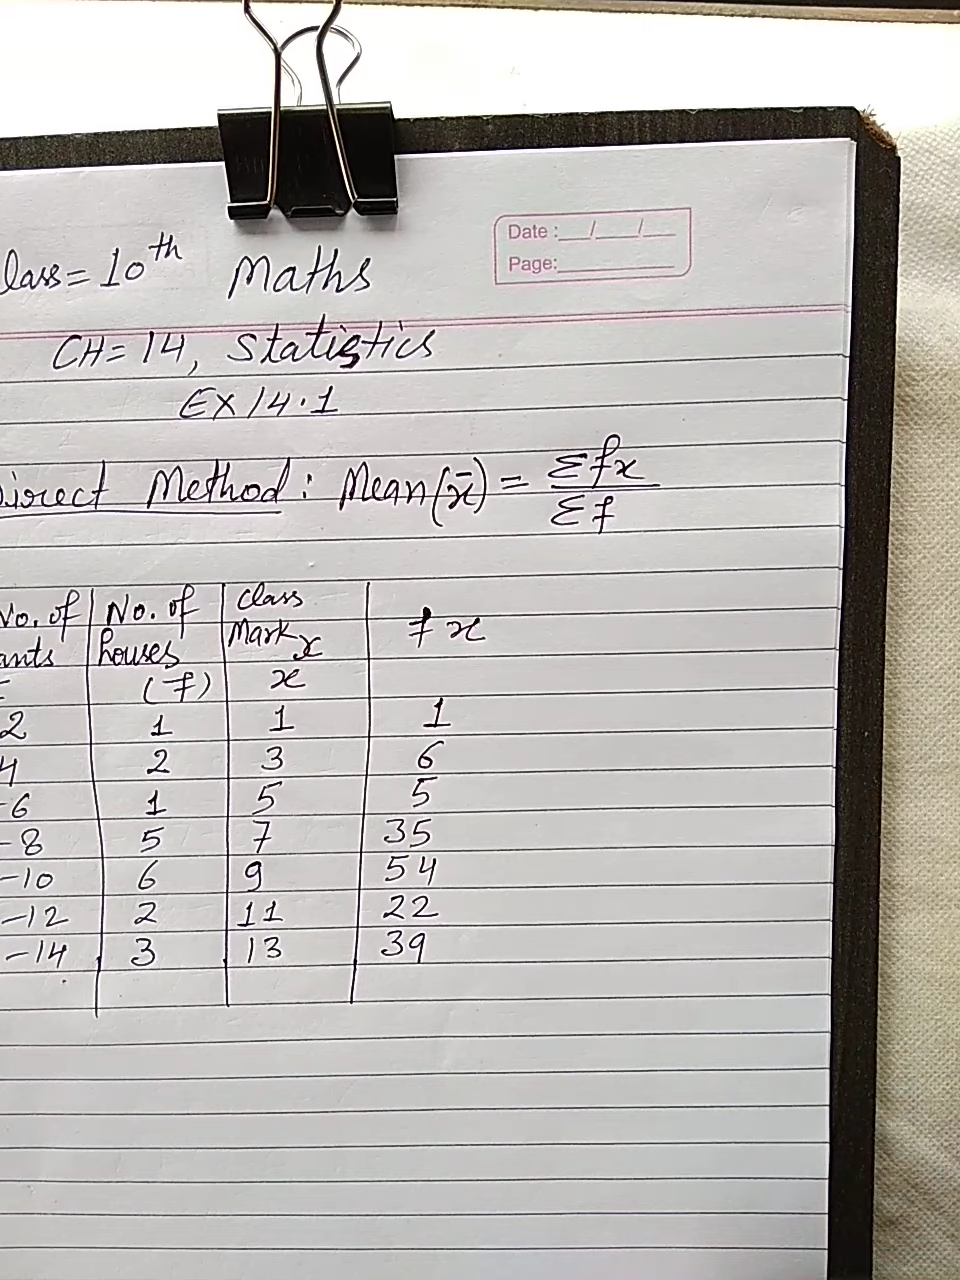 lass = 10th Maths
Date : __/__/__
Page:
CH = 14, Statistics
EX 14.1
Direct Method : Mean (x̄) = Σfx / Σf
No. of | No. of | class | fx
ants | houses | Mark x
(f) | x
2 | 1 | 1 | 1
4 | 2 | 3 | 6
-6 | 1 | 5 | 5
-8 | 5 | 7 | 35
-10 | 6 | 9 | 54
-12 | 2 | 11 | 22
-14 | 3 | 13 | 39